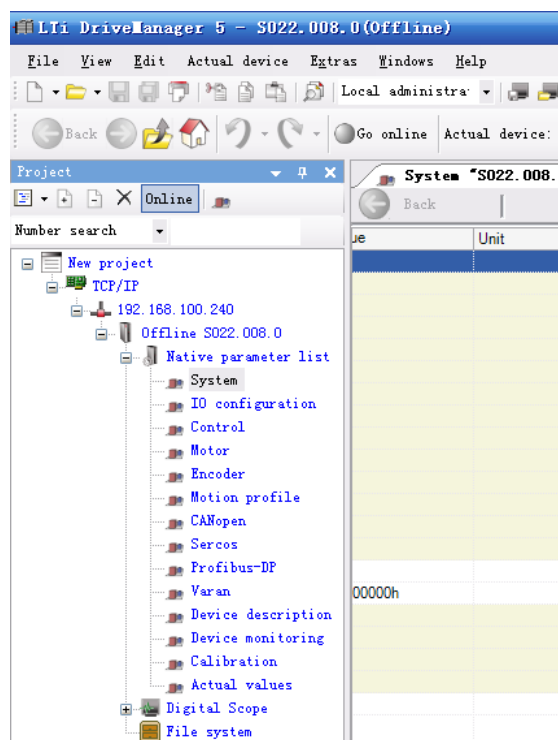 LTi DriveManager 5 - S022.008.0(Offline)
File View Edit Actual device Extras Windows Help
Local administra
Back Go online Actual device:
Project
System "S022.008.
Online
Back
Number search
ue Unit
New project
TCP/IP
192.168.100.240
Offline S022.008.0
Native parameter list
System
IO configuration
Control
Motor
Encoder
Motion profile
CANopen
Sercos
Profibus-DP
Varan
00000h
Device description
Device monitoring
Calibration
Actual values
Digital Scope
File system